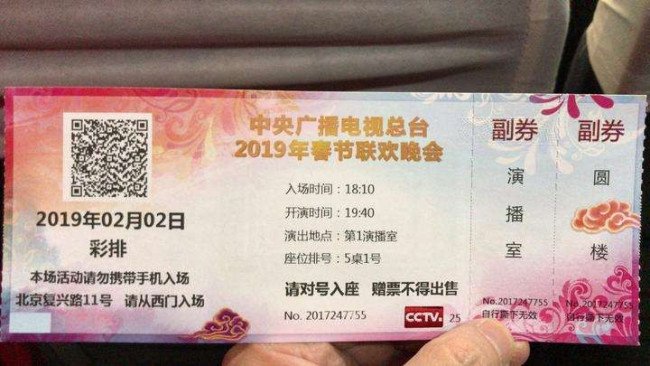 中央广播电视总台
2019年春节联欢晚会
2019年02月02日
彩排
本场活动请勿携带手机入场
北京复兴路11号 请从西门入场
入场时间：18:10
开演时间：19:40
演出地点：第1演播室
座位排号：5桌1号
请对号入座 赠票不得出售
No. 2017247755
CCTV.
25
副券
演播室
No.2017247755
自行撕下无效
副券
圆楼
No.2017247755
自行撕下无效